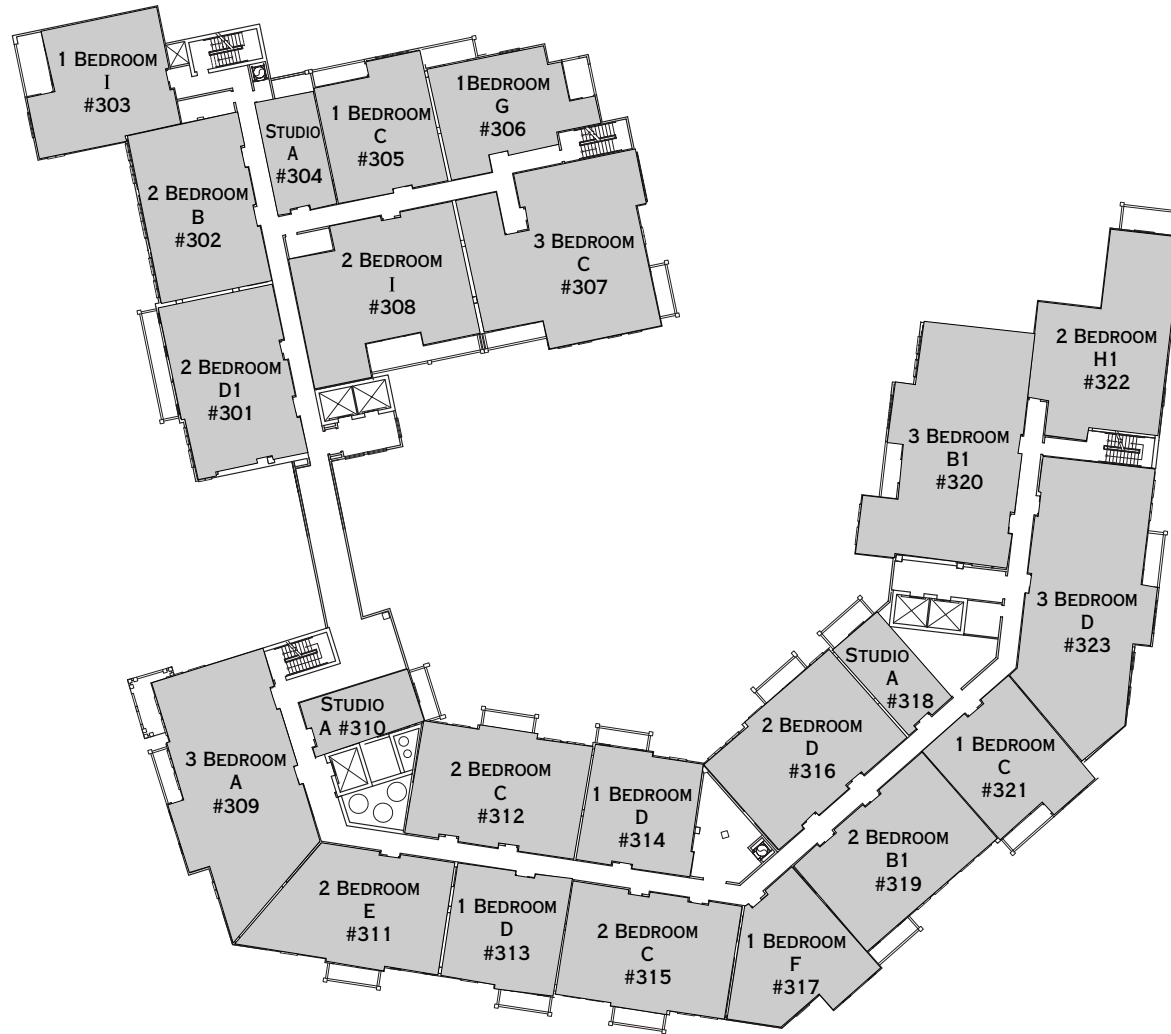 1 BEDROOM
I
#303
STUDIO
A
#304
1 BEDROOM
C
#305
1BEDROOM
G
#306
2 BEDROOM
B
#302
3 BEDROOM
C
#307
2 BEDROOM
I
#308
2 BEDROOM
D1
#301
2 BEDROOM
H1
#322
3 BEDROOM
B1
#320
3 BEDROOM
D
#323
STUDIO
A
#318
STUDIO
A #310
2 BEDROOM
D
#316
1 BEDROOM
C
#321
3 BEDROOM
A
#309
2 BEDROOM
C
#312
1 BEDROOM
D
#314
2 BEDROOM
B1
#319
2 BEDROOM
E
#311
1 BEDROOM
D
#313
2 BEDROOM
C
#315
1 BEDROOM
F
#317